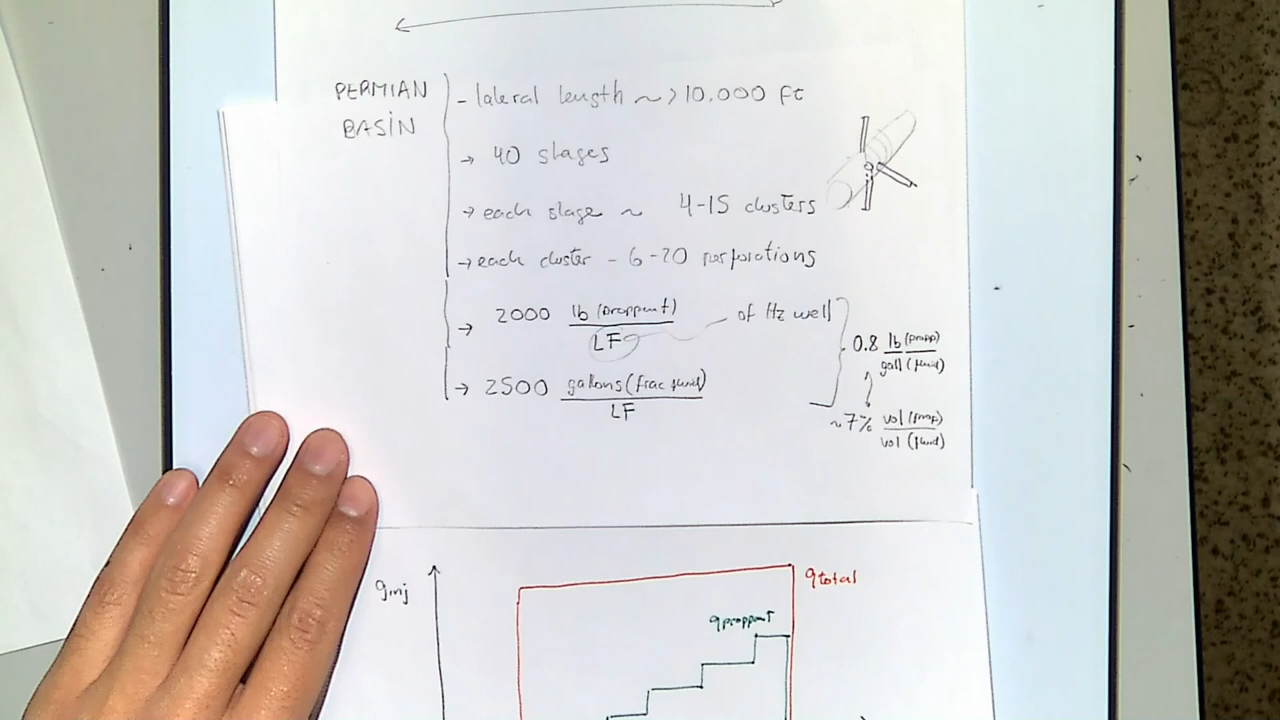 PERMIAN
BASIN
- lateral length ~ > 10.000 ft
→ 40 stages
→ each stage ~ 4-15 clusters
→ each cluster - 6-20 perforations
→ 2000 lb (proppant) / LF of Hz well
→ 2500 gallons (frac fluid) / LF
0.8 lb (propp) / gall (fluid)
~7% vol (prop) / vol (fluid)
qinj
qtotal
qproppant